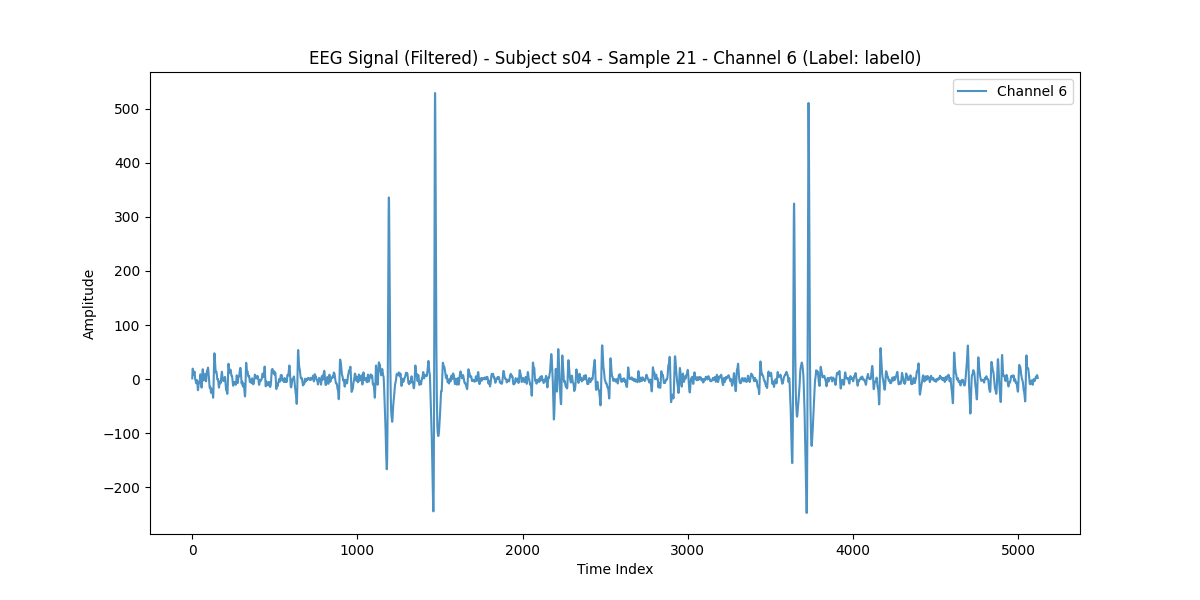 EEG Signal (Filtered) - Subject s04 - Sample 21 - Channel 6 (Label: label0)
Channel 6
500
400
300
200
100
0
−100
−200
Amplitude
0 1000 2000 3000 4000 5000
Time Index